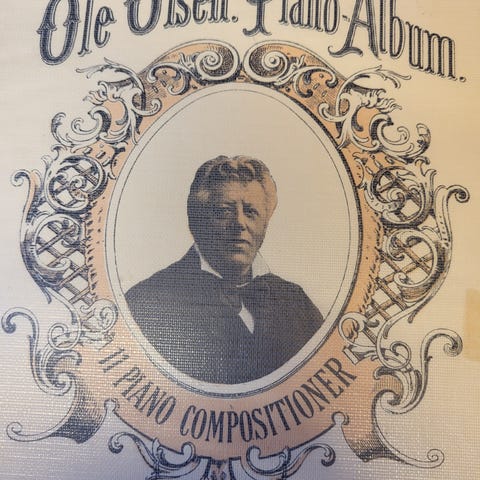 Ole Olsen. Piano-Album.
11 PIANO COMPOSITIONER